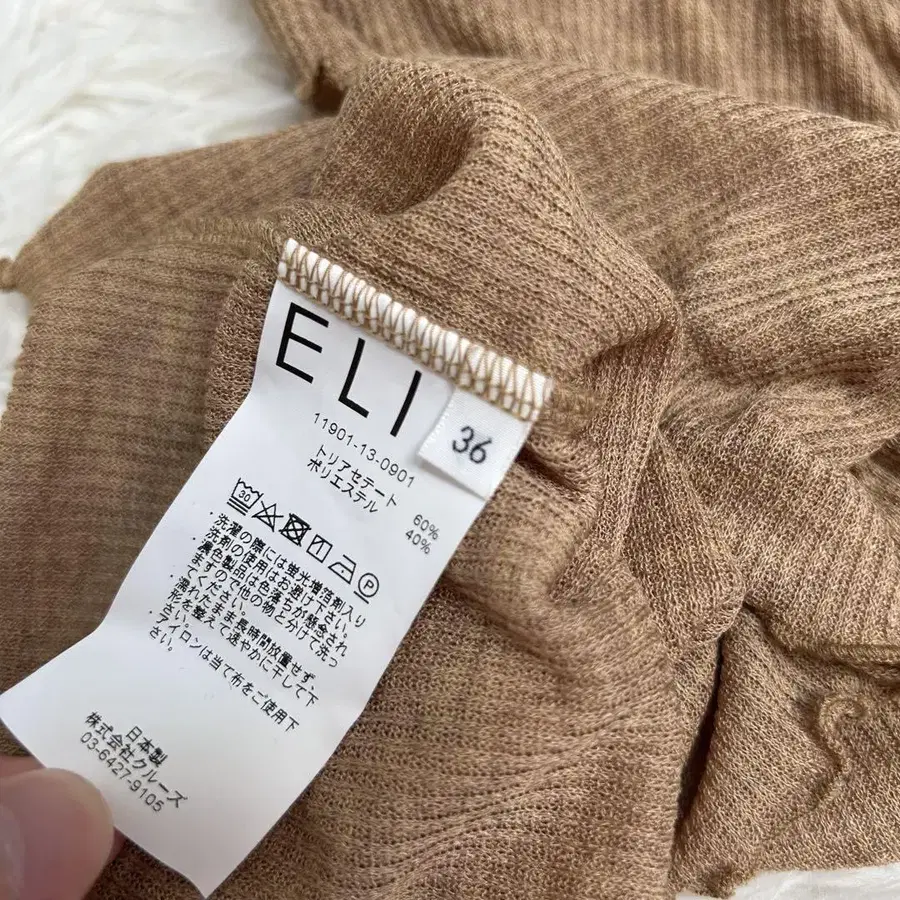 ELI
36
11901-13-0901
トリアセテート 60%
ポリエステル 40%
30
P
・洗濯の際には蛍光増白剤入り
洗剤の使用はお避け下さい。
・濃色製品は色落ちが懸念され
ますので他の物と分けて洗っ
て下さい。
・濡れたまま長時間放置せず、
形を整えて速やかに干して下
さい。
・アイロンは当て布をご使用下
さい。
日本製
株式会社クルーズ
03-6427-9105